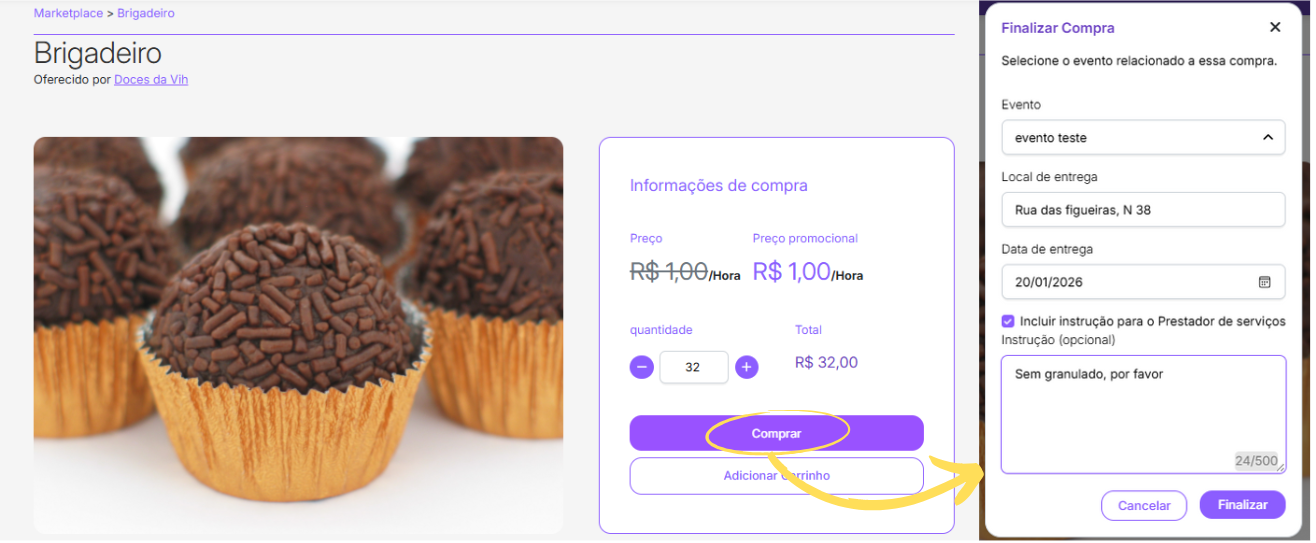 Marketplace > Brigadeiro
Brigadeiro
Oferecido por Doces da Vih
Informações de compra
Preço
Preço promocional
R$ 1,00/Hora
R$ 1,00/Hora
quantidade
Total
32
R$ 32,00
Comprar
Adicionar Carrinho
Finalizar Compra
Selecione o evento relacionado a essa compra.
Evento
evento teste
Local de entrega
Rua das figueiras, N 38
Data de entrega
20/01/2026
Incluir instrução para o Prestador de serviços
Instrução (opcional)
Sem granulado, por favor
24/500
Cancelar
Finalizar